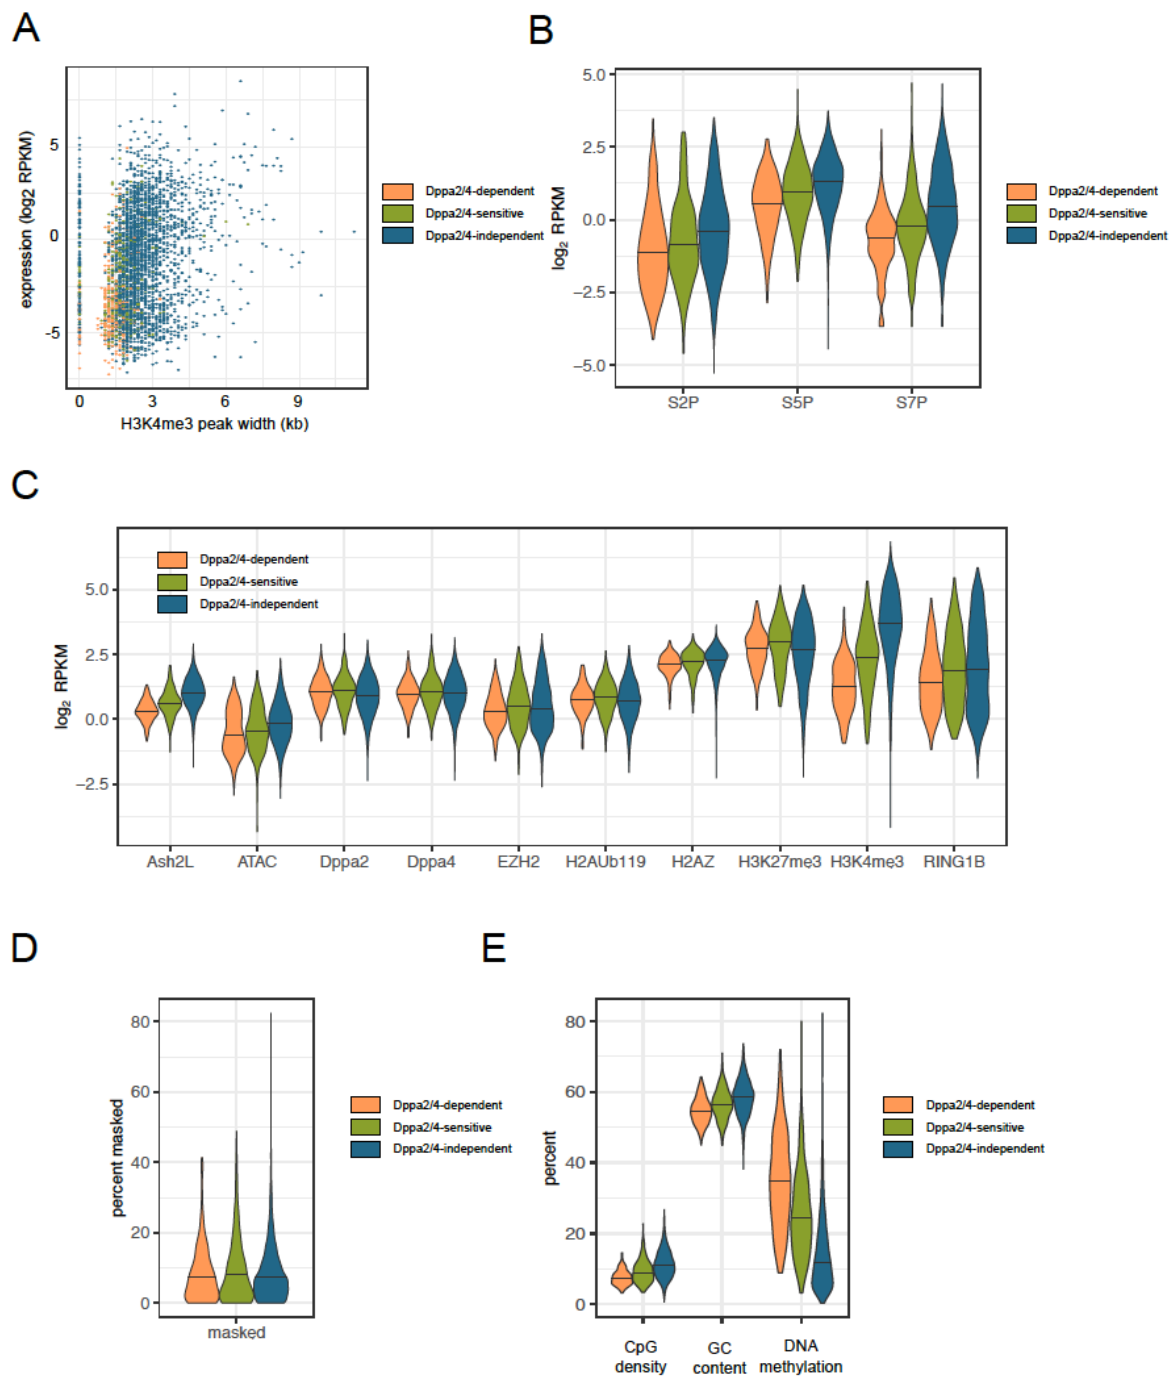 A
expression (log2 RPKM)
5
0
-5
0 3 6 9
H3K4me3 peak width (kb)
Dppa2/4-dependent
Dppa2/4-sensitive
Dppa2/4-independent
B
log2 RPKM
5.0
2.5
0.0
−2.5
−5.0
S2P S5P S7P
Dppa2/4-dependent
Dppa2/4-sensitive
Dppa2/4-independent
C
Dppa2/4-dependent
Dppa2/4-sensitive
Dppa2/4-independent
log2 RPKM
5.0
2.5
0.0
−2.5
Ash2L ATAC Dppa2 Dppa4 EZH2 H2AUb119 H2AZ H3K27me3 H3K4me3 RING1B
D
percent masked
80
60
40
20
0
masked
Dppa2/4-dependent
Dppa2/4-sensitive
Dppa2/4-independent
E
percent
80
60
40
20
0
CpG density
GC content
DNA methylation
Dppa2/4-dependent
Dppa2/4-sensitive
Dppa2/4-independent